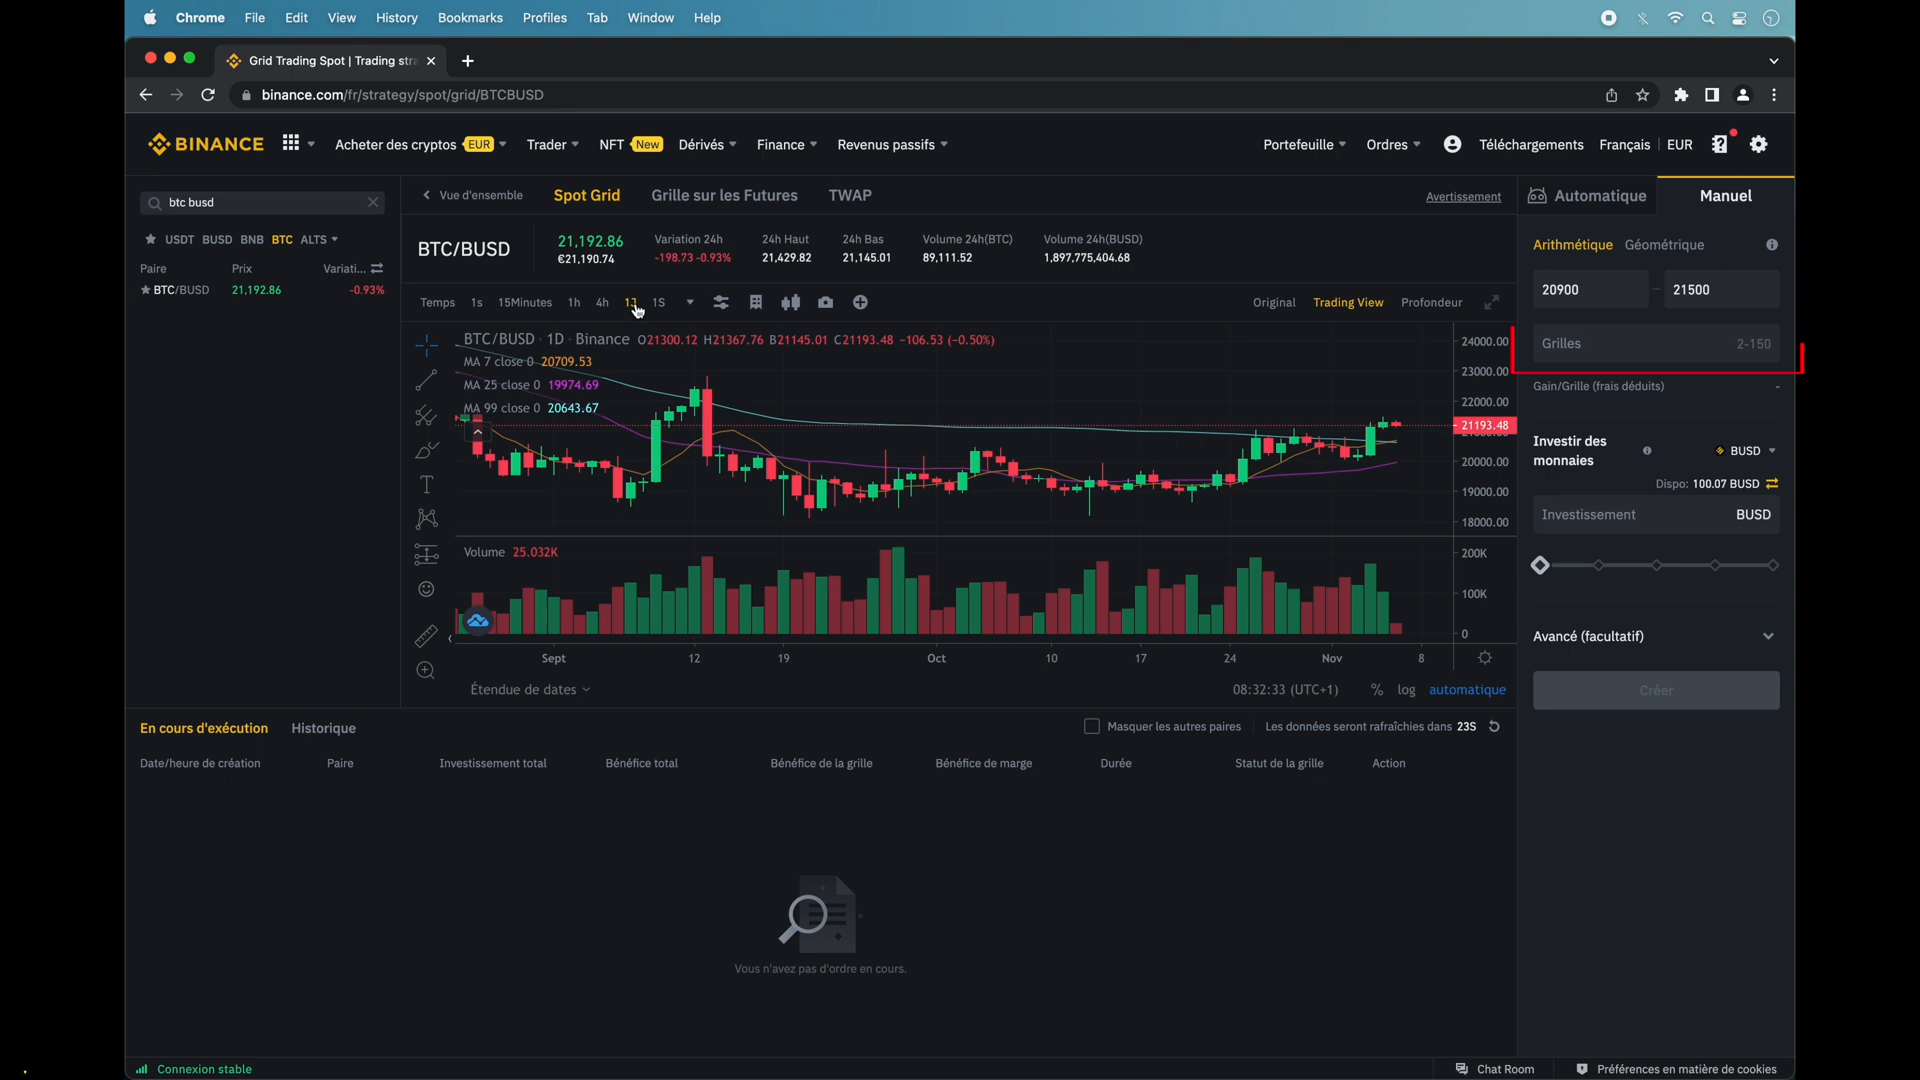 Chrome File Edit View History Bookmarks Profiles Tab Window Help
Grid Trading Spot | Trading stra
binance.com/fr/strategy/spot/grid/BTCBUSD
BINANCE Acheter des cryptos EUR Trader NFT New Dérivés Finance Revenus passifs Portefeuille Ordres Téléchargements Français EUR
btc busd
USDT BUSD BNB BTC ALTS
Paire Prix Variati...
BTC/BUSD 21,192.86 -0.93%
Vue d'ensemble Spot Grid Grille sur les Futures TWAP Avertissement
BTC/BUSD
21,192.86
€21,190.74
Variation 24h
-198.73 -0.93%
24h Haut
21,429.82
24h Bas
21,145.01
Volume 24h(BTC)
89,111.52
Volume 24h(BUSD)
1,897,775,404.68
Temps 1s 15Minutes 1h 4h 1J 1S Original Trading View Profondeur
BTC/BUSD · 1D · Binance O21300.12 H21367.76 B21145.01 C21193.48 -106.53 (-0.50%)
MA 7 close 0 20709.53
MA 25 close 0 19974.69
MA 99 close 0 20643.67
24000.00
23000.00
22000.00
21193.48
20000.00
19000.00
18000.00
Volume 25.032K
200K
100K
0
Sept 12 19 Oct 10 17 24 Nov 8
Étendue de dates 08:32:33 (UTC+1) % log automatique
Automatique Manuel
Arithmétique Géométrique
20900 - 21500
Grilles 2-150
Gain/Grille (frais déduits) -
Investir des
monnaies
BUSD
Dispo: 100.07 BUSD
Investissement BUSD
Avancé (facultatif)
Créer
En cours d'exécution Historique Masquer les autres paires Les données seront rafraîchies dans 23S
Date/heure de création Paire Investissement total Bénéfice total Bénéfice de la grille Bénéfice de marge Durée Statut de la grille Action
Vous n'avez pas d'ordre en cours.
Connexion stable Chat Room Préférences en matière de cookies